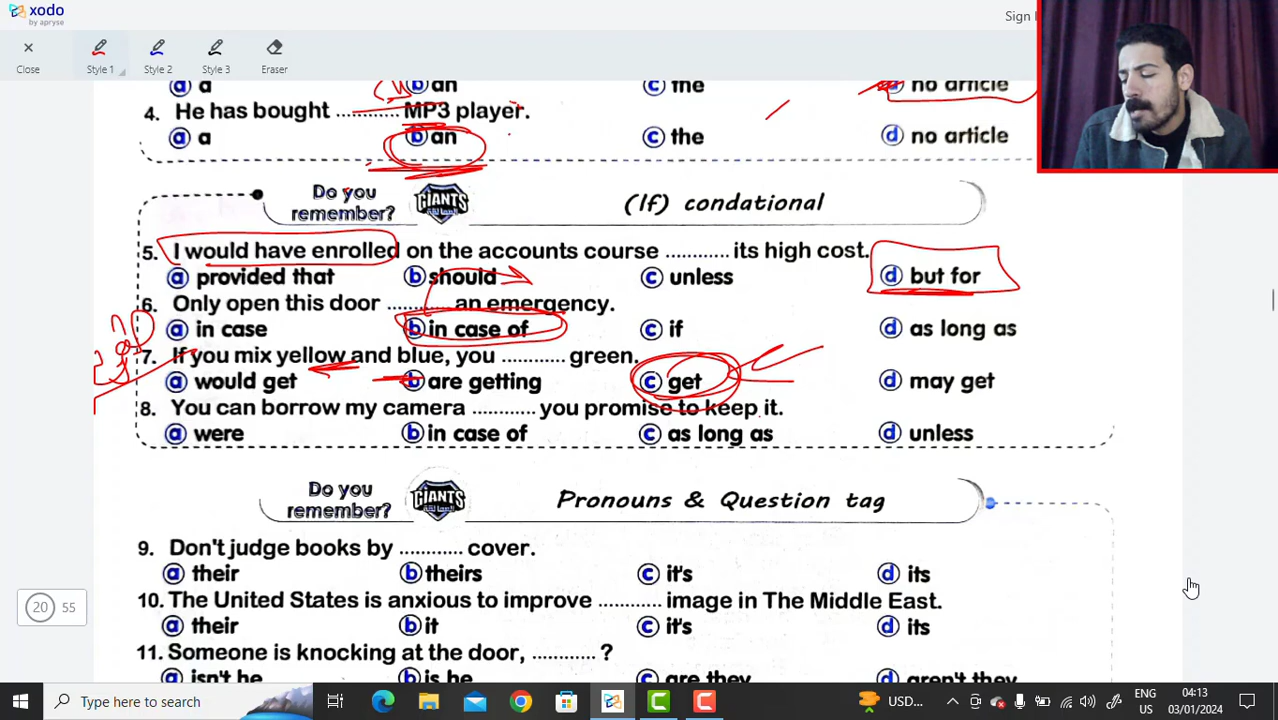 xodo
by apryse
Sign
Close
Style 1
Style 2
Style 3
Eraser
a a b an c the d no article
4. He has bought ............ MP3 player.
a a b an c the d no article
Do you remember? GIANTS (If) condational
5. I would have enrolled on the accounts course ............ its high cost.
a provided that b should c unless d but for
6. Only open this door ............ an emergency.
a in case b in case of c if d as long as
7. If you mix yellow and blue, you ............ green.
a would get b are getting c get d may get
8. You can borrow my camera ............ you promise to keep it.
a were b in case of c as long as d unless
Do you remember? GIANTS Pronouns & Question tag
9. Don't judge books by ............ cover.
a their b theirs c it's d its
10. The United States is anxious to improve ............ image in The Middle East.
a their b it c it's d its
11. Someone is knocking at the door, ............ ?
a isn't he b is he c are they d aren't they
20 55
Type here to search
USD...
ENG
US
04:13
03/01/2024